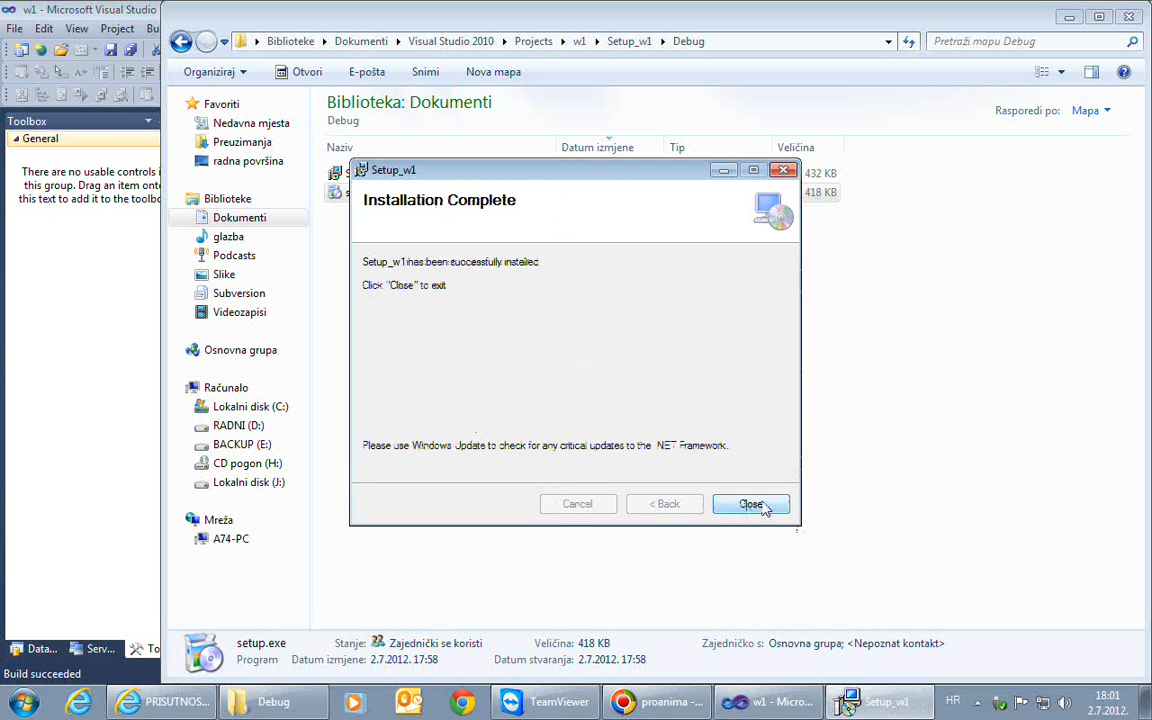 w1 - Microsoft Visual Studio
File Edit View Project Bu
Toolbox
General
There are no usable controls i
this group. Drag an item onto
this text to add it to the toolbo
Data... Serv... To
Build succeeded
Biblioteke Dokumenti Visual Studio 2010 Projects w1 Setup_w1 Debug
Pretraži mapu Debug
Organiziraj Otvori E-pošta Snimi Nova mapa
Favoriti
Nedavna mjesta
Preuzimanja
radna površina
Biblioteke
Dokumenti
glazba
Podcasts
Slike
Subversion
Videozapisi
Osnovna grupa
Računalo
Lokalni disk (C:)
RADNI (D:)
BACKUP (E:)
CD pogon (H:)
Lokalni disk (J:)
Mreža
A74-PC
Biblioteka: Dokumenti
Debug
Rasporedi po: Mapa
Naziv Datum izmjene Tip Veličina
432 KB
418 KB
Setup_w1
Installation Complete
Setup_w1 has been successfully installed.
Click "Close" to exit.
Please use Windows Update to check for any critical updates to the .NET Framework.
Cancel < Back Close
setup.exe Stanje: Zajednički se koristi Veličina: 418 KB Zajedničko s: Osnovna grupa; <Nepoznat kontakt>
Program Datum izmjene: 2.7.2012. 17:58 Datum stvaranja: 2.7.2012. 17:58
PRISUTNOS... Debug TeamViewer proanima -... w1 - Micros... Setup_w1 HR 18:01
2.7.2012.